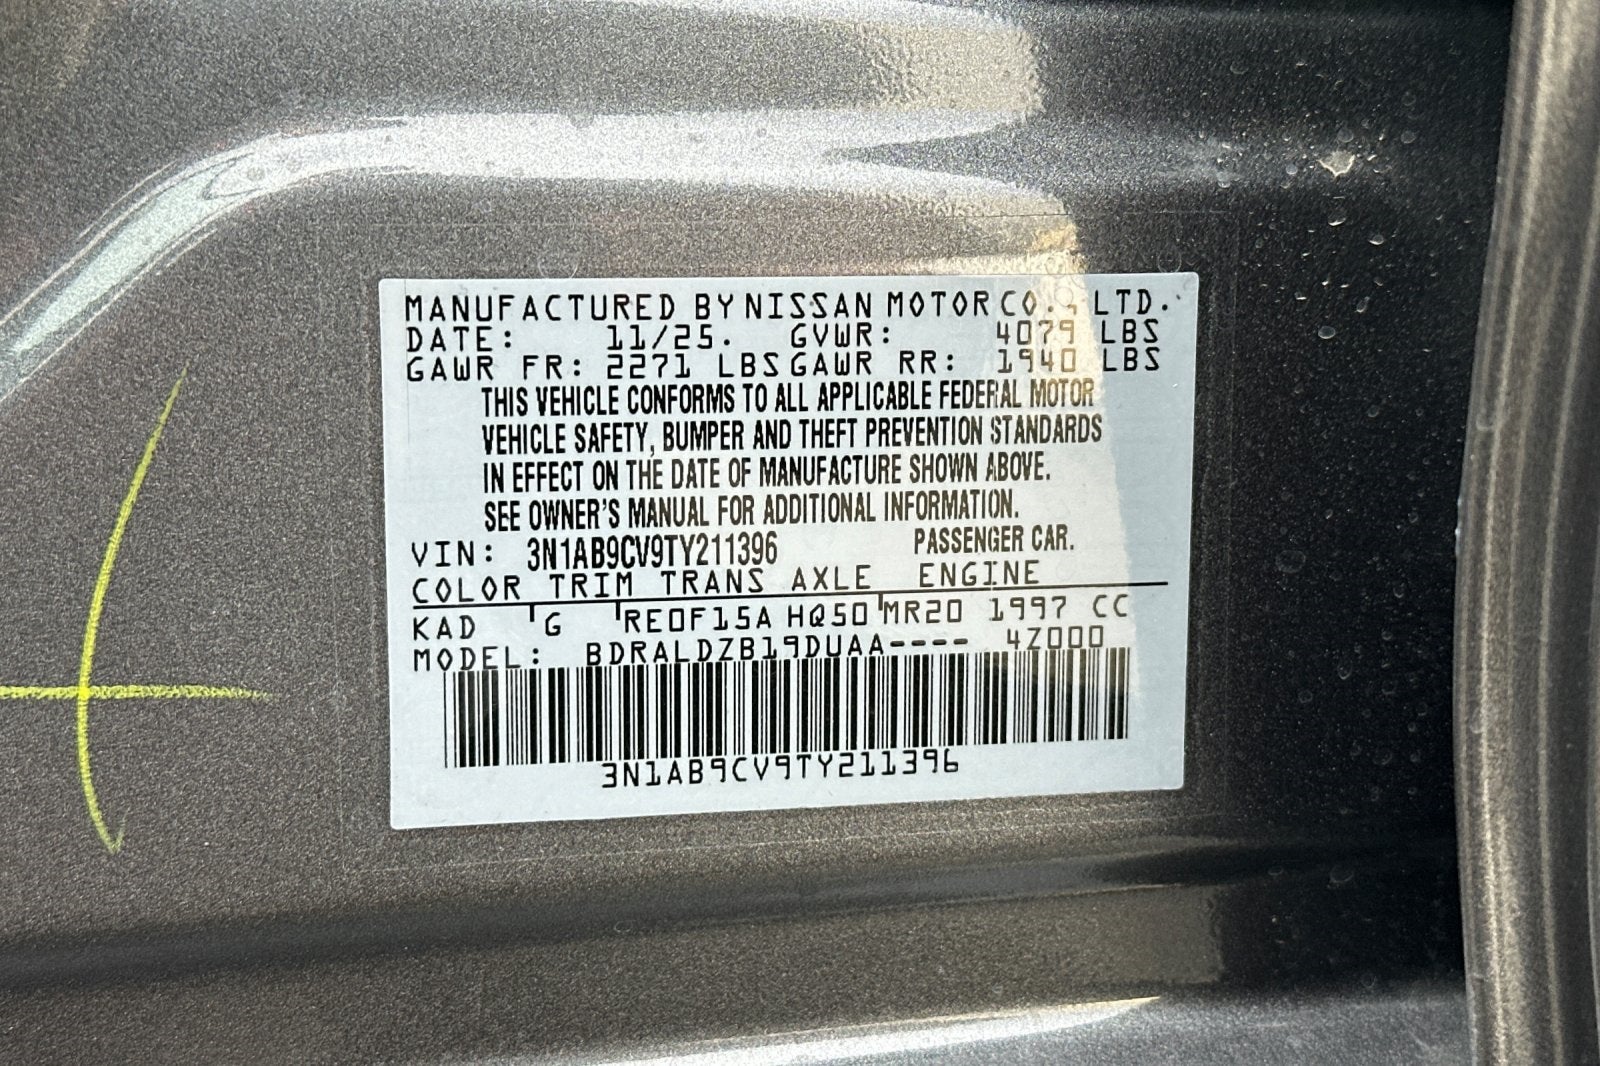 MANUFACTURED BY NISSAN MOTOR CO., LTD.
DATE: 11/25. GVWR: 4079 LBS
GAWR FR: 2271 LBS GAWR RR: 1940 LBS
THIS VEHICLE CONFORMS TO ALL APPLICABLE FEDERAL MOTOR
VEHICLE SAFETY, BUMPER AND THEFT PREVENTION STANDARDS
IN EFFECT ON THE DATE OF MANUFACTURE SHOWN ABOVE.
SEE OWNER'S MANUAL FOR ADDITIONAL INFORMATION.
VIN: 3N1AB9CV9TY211396 PASSENGER CAR.
COLOR TRIM TRANS AXLE ENGINE
KAD G RE0F15A HQ50 MR20 1997 CC
MODEL: BDRALDZB19DUAA---- 4Z000
3N1AB9CV9TY211396